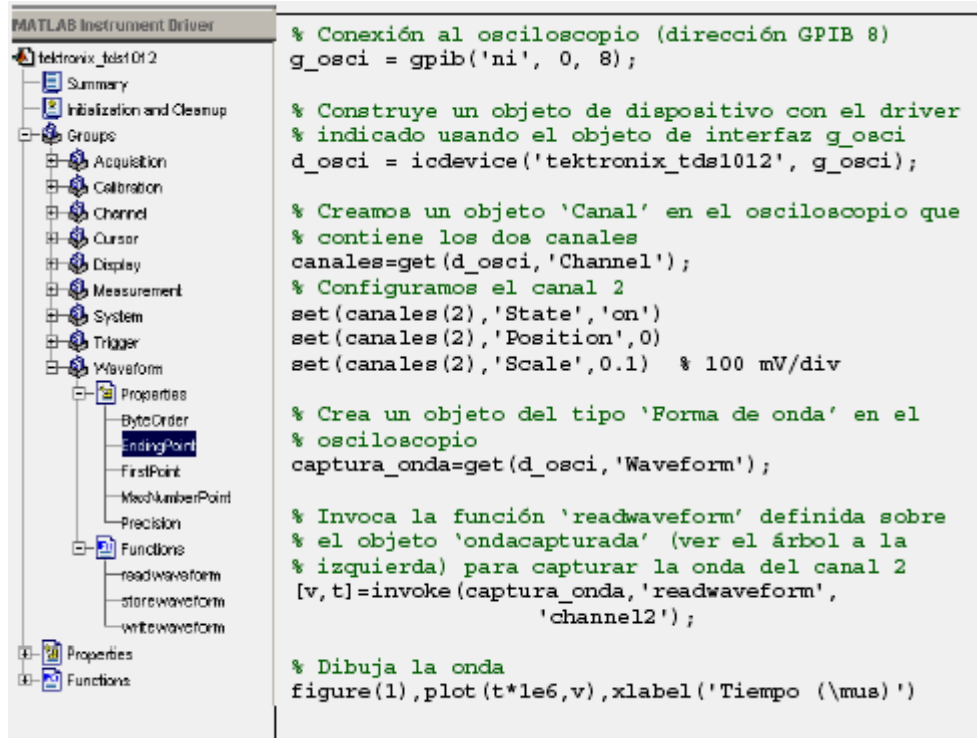 MATLAB Instrument Driver
tektronix_tds1012
Summary
Initialization and Cleanup
Groups
Acquisition
Calibration
Channel
Cursor
Display
Measurement
System
Trigger
Waveform
Properties
ByteOrder
EndingPoint
FirstPoint
MaxNumberPoint
Precision
Functions
readwaveform
storewaveform
writewaveform
Properties
Functions
% Conexión al osciloscopio (dirección GPIB 8)
g_osci = gpib('ni', 0, 8);
% Construye un objeto de dispositivo con el driver
% indicado usando el objeto de interfaz g_osci
d_osci = icdevice('tektronix_tds1012', g_osci);
% Creamos un objeto ‘Canal’ en el osciloscopio que
% contiene los dos canales
canales=get(d_osci,'Channel');
% Configuramos el canal 2
set(canales(2),'State','on')
set(canales(2),'Position',0)
set(canales(2),'Scale',0.1)  % 100 mV/div
% Crea un objeto del tipo ‘Forma de onda’ en el
% osciloscopio
captura_onda=get(d_osci,'Waveform');
% Invoca la función ‘readwaveform’ definida sobre
% el objeto ‘ondacapturada’ (ver el árbol a la
% izquierda) para capturar la onda del canal 2
[v,t]=invoke(captura_onda,'readwaveform',
'channel2');
% Dibuja la onda
figure(1),plot(t*1e6,v),xlabel('Tiempo (\mus)')